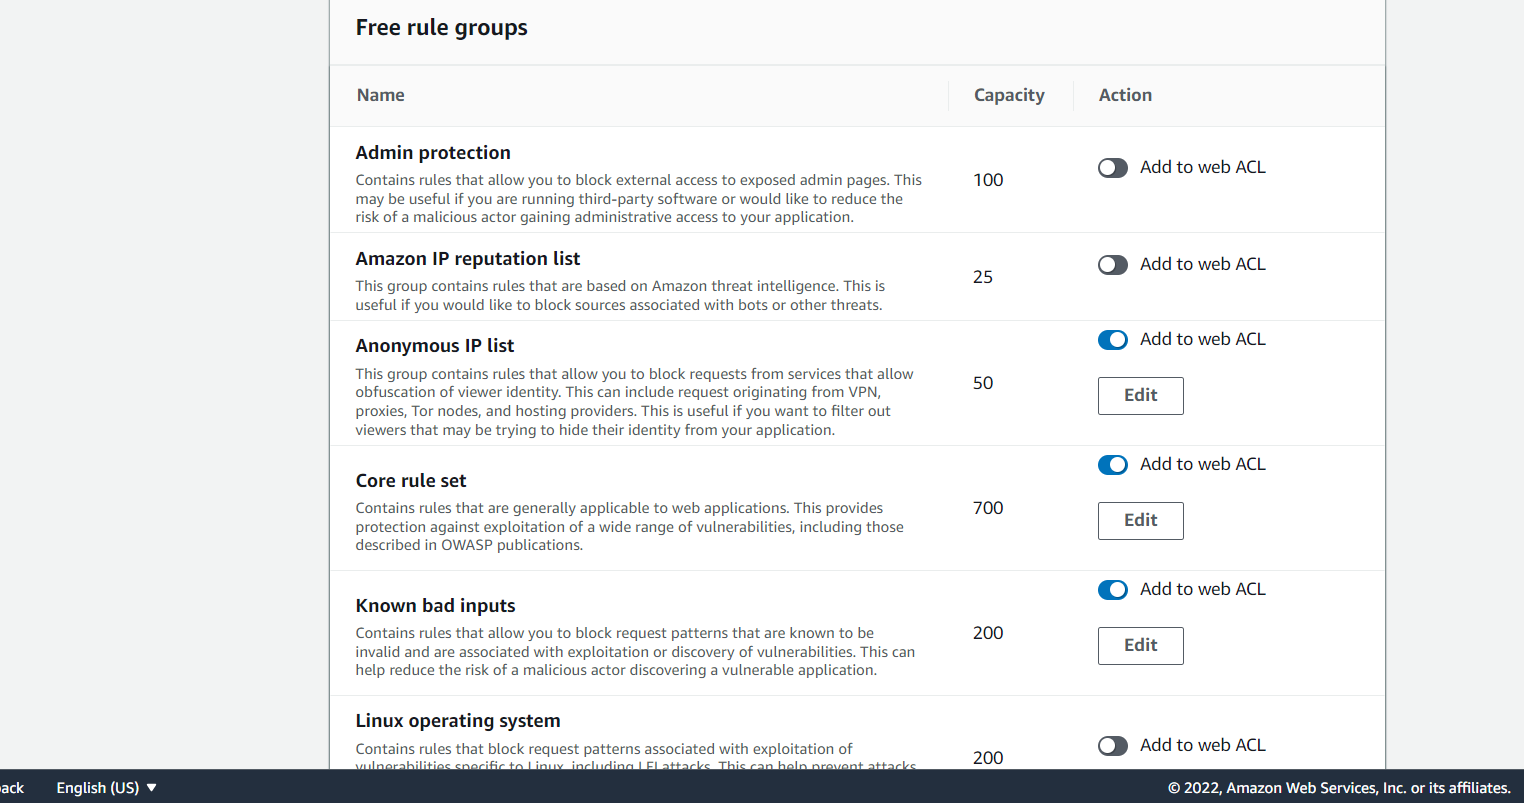 Free rule groups
Name Capacity Action
Admin protection
Contains rules that allow you to block external access to exposed admin pages. This
may be useful if you are running third-party software or would like to reduce the
risk of a malicious actor gaining administrative access to your application.
100
Add to web ACL
Amazon IP reputation list
This group contains rules that are based on Amazon threat intelligence. This is
useful if you would like to block sources associated with bots or other threats.
25
Add to web ACL
Anonymous IP list
This group contains rules that allow you to block requests from services that allow
obfuscation of viewer identity. This can include request originating from VPN,
proxies, Tor nodes, and hosting providers. This is useful if you want to filter out
viewers that may be trying to hide their identity from your application.
50
Add to web ACL
Edit
Core rule set
Contains rules that are generally applicable to web applications. This provides
protection against exploitation of a wide range of vulnerabilities, including those
described in OWASP publications.
700
Add to web ACL
Edit
Known bad inputs
Contains rules that allow you to block request patterns that are known to be
invalid and are associated with exploitation or discovery of vulnerabilities. This can
help reduce the risk of a malicious actor discovering a vulnerable application.
200
Add to web ACL
Edit
Linux operating system
Contains rules that block request patterns associated with exploitation of
vulnerabilities specific to Linux, including LFI attacks. This can help prevent attacks
200
Add to web ACL
back English (US) © 2022, Amazon Web Services, Inc. or its affiliates.